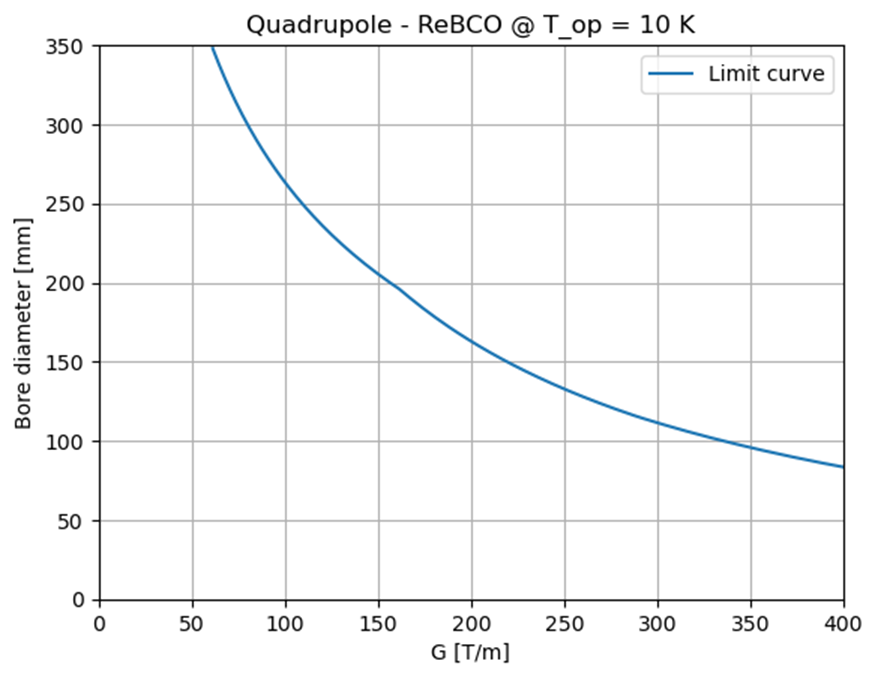 Quadrupole - ReBCO @ T_op = 10 K
Limit curve
Bore diameter [mm]
350
300
250
200
150
100
50
0
0 50 100 150 200 250 300 350 400
G [T/m]